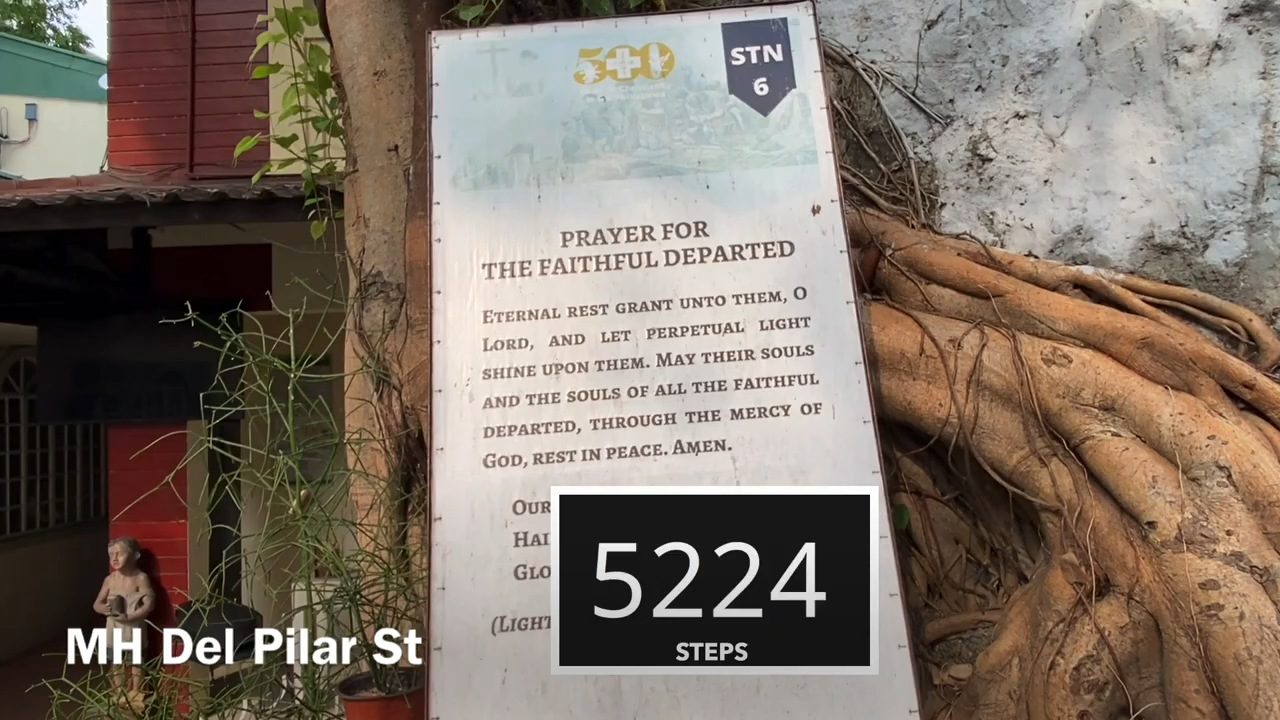 500
STN
6
PRAYER FOR
THE FAITHFUL DEPARTED
ETERNAL REST GRANT UNTO THEM, O
LORD, AND LET PERPETUAL LIGHT
SHINE UPON THEM. MAY THEIR SOULS
AND THE SOULS OF ALL THE FAITHFUL
DEPARTED, THROUGH THE MERCY OF
GOD, REST IN PEACE. AMEN.
OUR
(LIGHT
5224
STEPS
MH Del Pilar St